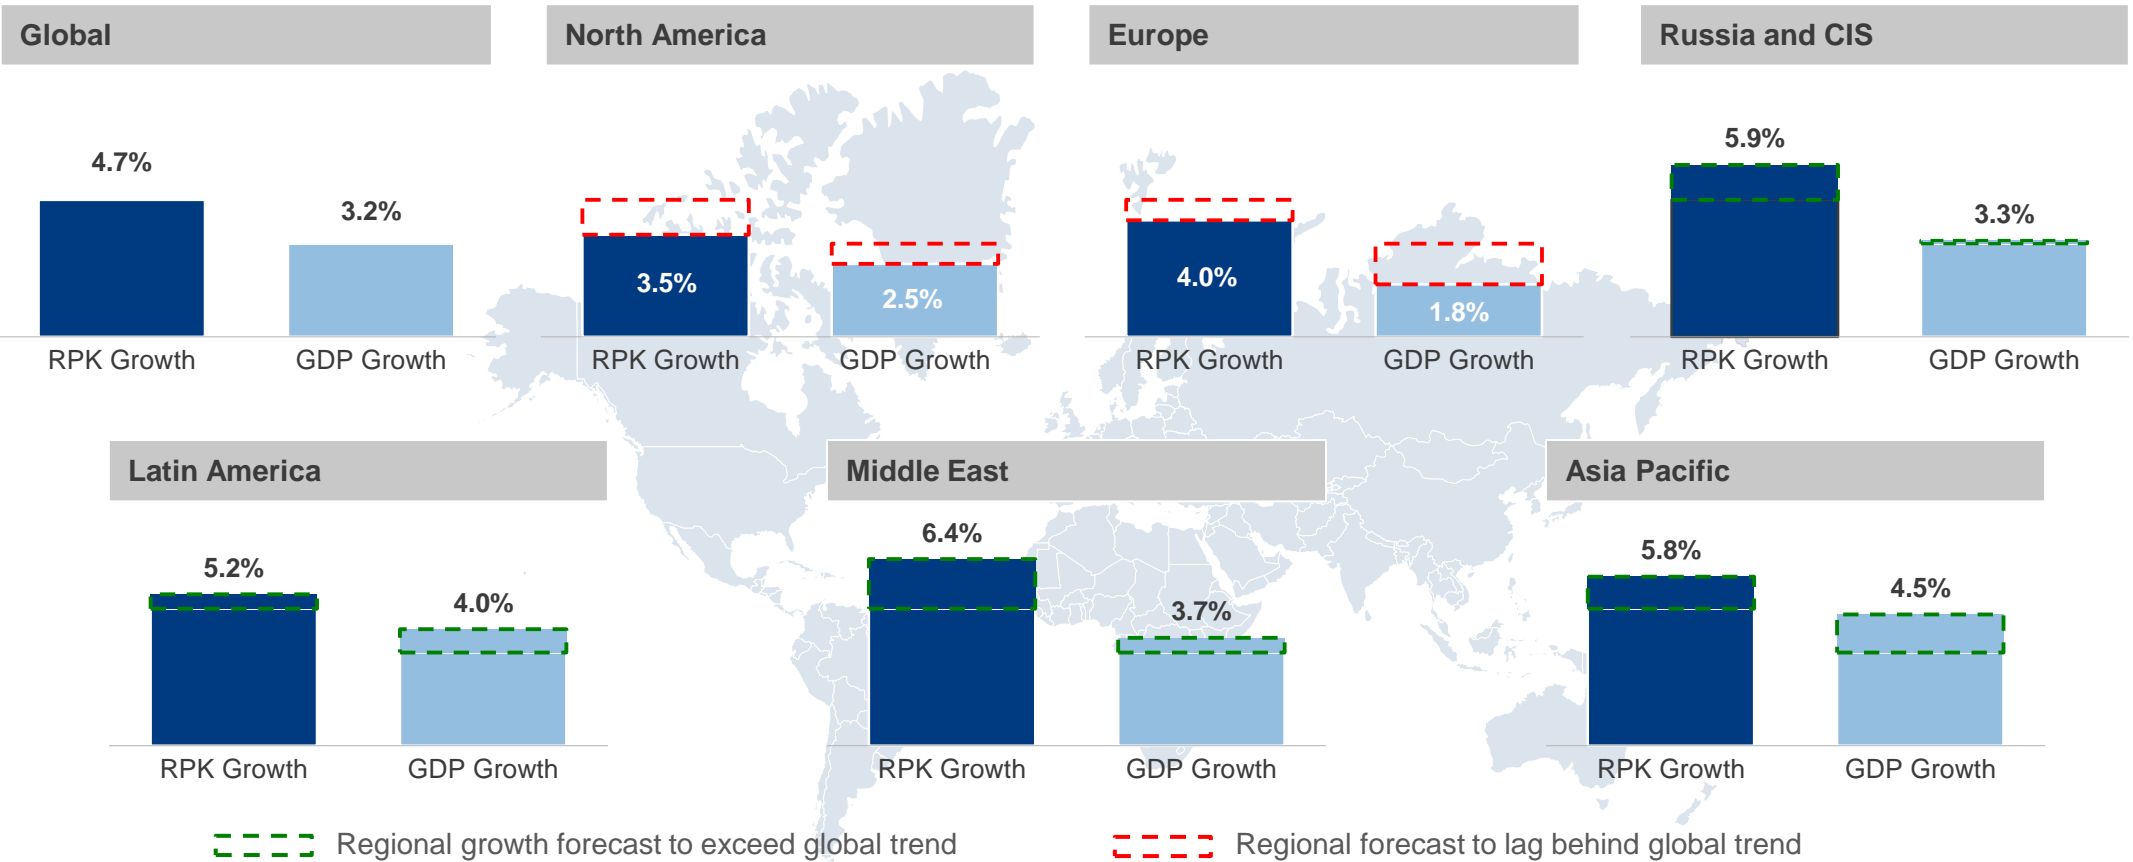 Global
North America
Europe
Russia and CIS
4.7%
3.2%
3.5%
2.5%
4.0%
1.8%
5.9%
3.3%
RPK Growth
GDP Growth
RPK Growth
GDP Growth
RPK Growth
GDP Growth
RPK Growth
GDP Growth
Latin America
Middle East
Asia Pacific
5.2%
4.0%
6.4%
3.7%
5.8%
4.5%
RPK Growth
GDP Growth
RPK Growth
GDP Growth
RPK Growth
GDP Growth
Regional growth forecast to exceed global trend
Regional forecast to lag behind global trend